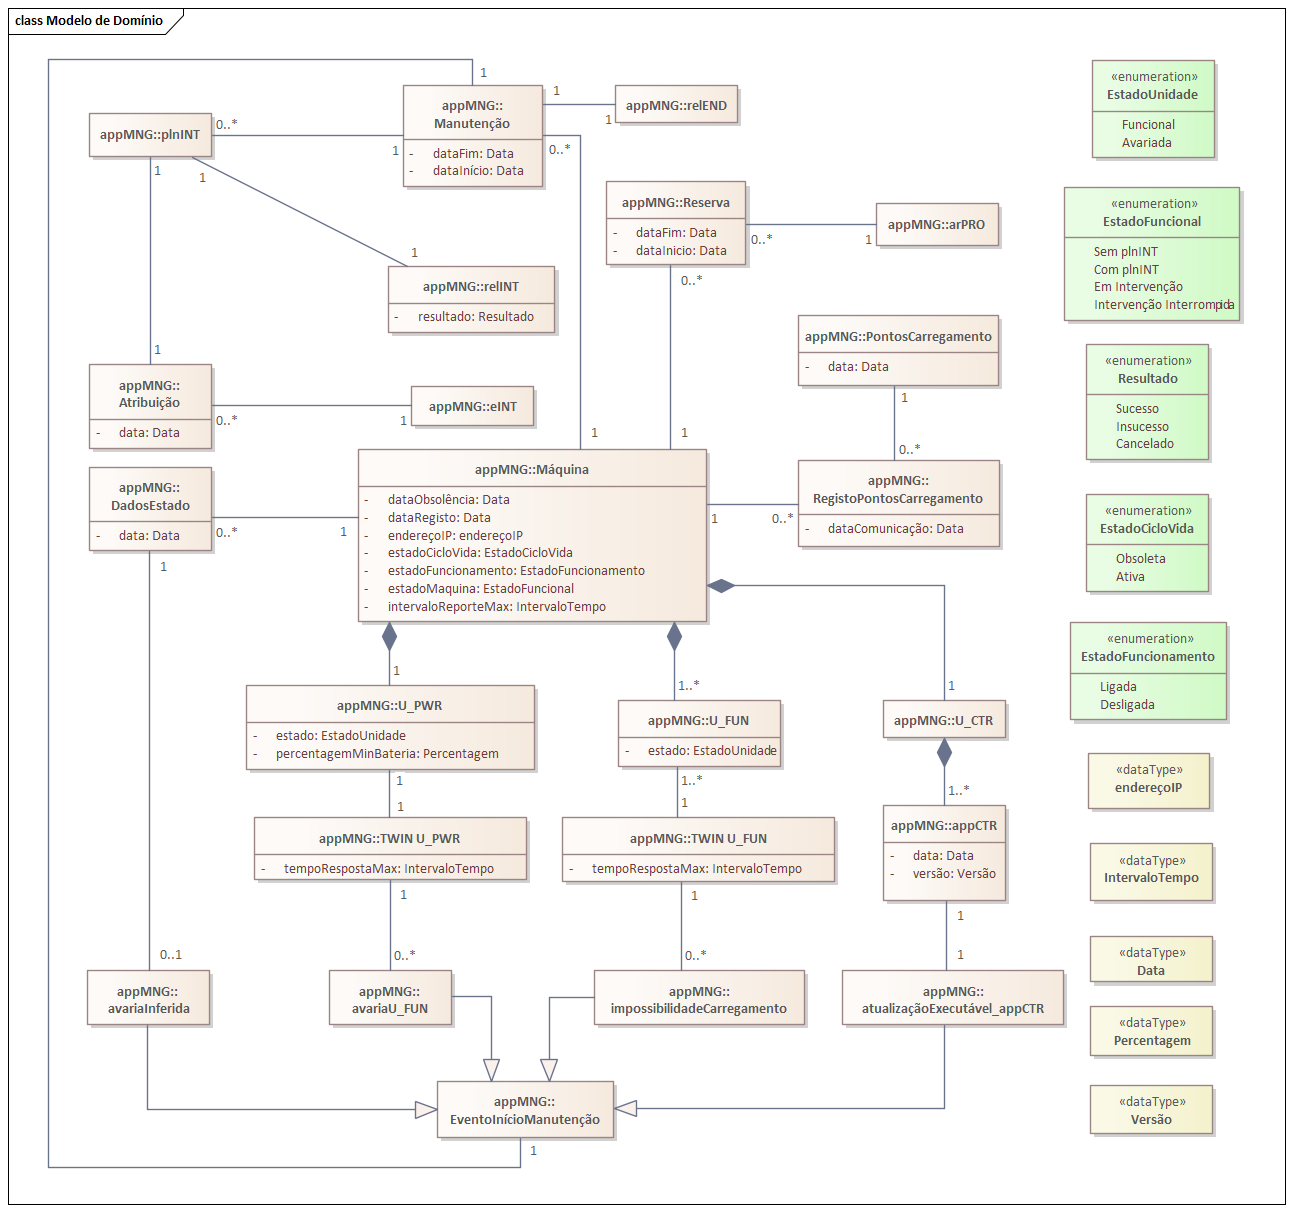 class Modelo de Domínio
1
appMNG::
Manutenção
- dataFim: Data
- dataInício: Data
1
1
appMNG::relEND
appMNG::plnINT
0..*
1
0..*
1
1
1
appMNG::relINT
- resultado: Resultado
appMNG::Reserva
- dataFim: Data
- dataInicio: Data
0..*
1
appMNG::arPRO
0..*
appMNG::PontosCarregamento
- data: Data
1
0..*
1
appMNG::
Atribuição
- data: Data
0..*
1
appMNG::eINT
1
1
appMNG::
DadosEstado
- data: Data
0..*
1
1
appMNG::Máquina
- dataObsolência: Data
- dataRegisto: Data
- endereçoIP: endereçoIP
- estadoCicloVida: EstadoCicloVida
- estadoFuncionamento: EstadoFuncionamento
- estadoMaquina: EstadoFuncional
- intervaloReporteMax: IntervaloTempo
1
0..*
appMNG::
RegistoPontosCarregamento
- dataComunicação: Data
1
1..*
1
appMNG::U_PWR
- estado: EstadoUnidade
- percentagemMinBateria: Percentagem
1
1
appMNG::U_FUN
- estado: EstadoUnidade
1..*
1
appMNG::U_CTR
1..*
appMNG::TWIN U_PWR
- tempoRespostaMax: IntervaloTempo
1
0..*
appMNG::TWIN U_FUN
- tempoRespostaMax: IntervaloTempo
1
0..*
appMNG::appCTR
- data: Data
- versão: Versão
1
1
0..1
appMNG::
avariaInferida
appMNG::
avariaU_FUN
appMNG::
impossibilidadeCarregamento
appMNG::
atualizaçãoExecutável_appCTR
appMNG::
EventoInícioManutenção
1
«enumeration»
EstadoUnidade
Funcional
Avariada
«enumeration»
EstadoFuncional
Sem plnINT
Com plnINT
Em Intervenção
Intervenção Interrompida
«enumeration»
Resultado
Sucesso
Insucesso
Cancelado
«enumeration»
EstadoCicloVida
Obsoleta
Ativa
«enumeration»
EstadoFuncionamento
Ligada
Desligada
«dataType»
endereçoIP
«dataType»
IntervaloTempo
«dataType»
Data
«dataType»
Percentagem
«dataType»
Versão